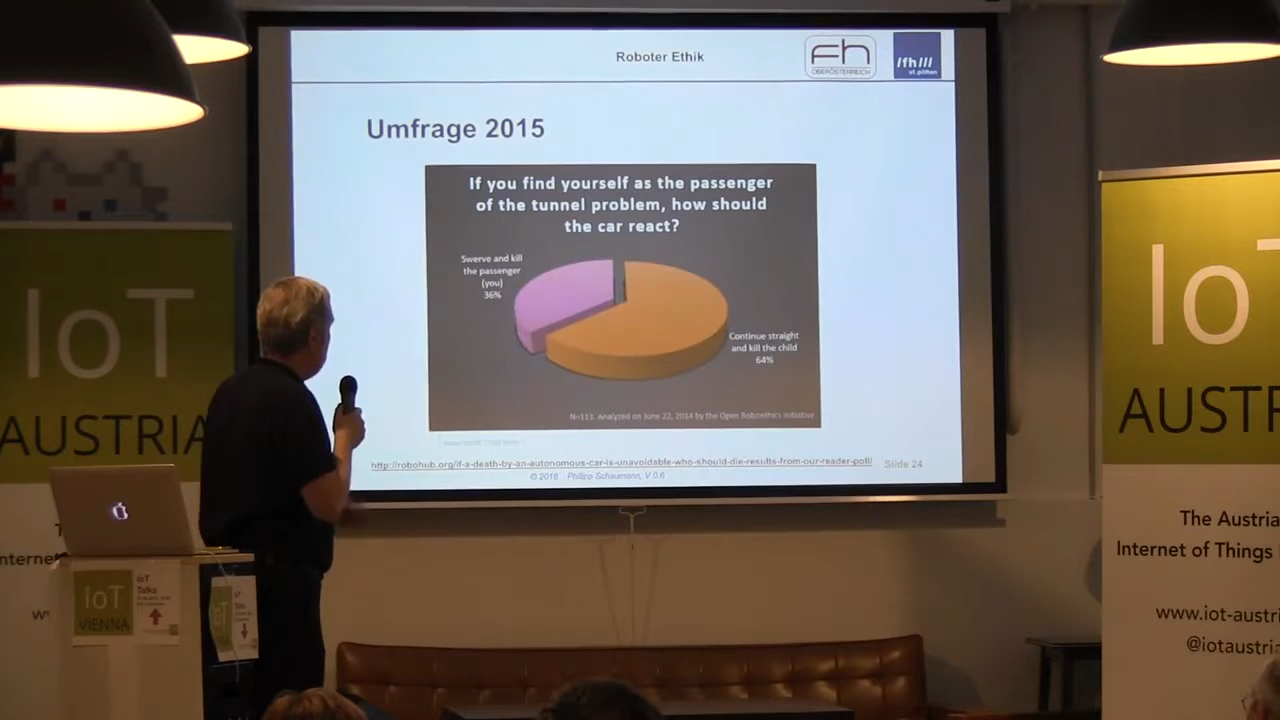 Roboter Ethik
Fh
OBERÖSTERREICH
/fh///
st.pölten
Umfrage 2015
If you find yourself as the passenger
of the tunnel problem, how should
the car react?
Swerve and kill
the passenger
(you)
36%
Continue straight
and kill the child
64%
N=113. Analyzed on June 22, 2014 by the Open Roboethics initiative
http://robohub.org/if-a-death-by-an-autonomous-car-is-unavoidable-who-should-die-results-from-our-reader-poll/
Slide 24
© 2016 Philipp Schaumann, V 0.6
IoT
AUSTRIA
IoT
VIENNA
IoT
Talks
IoT
AUSTR
The Austria
Internet of Things
www.iot-austri
@iotaustria